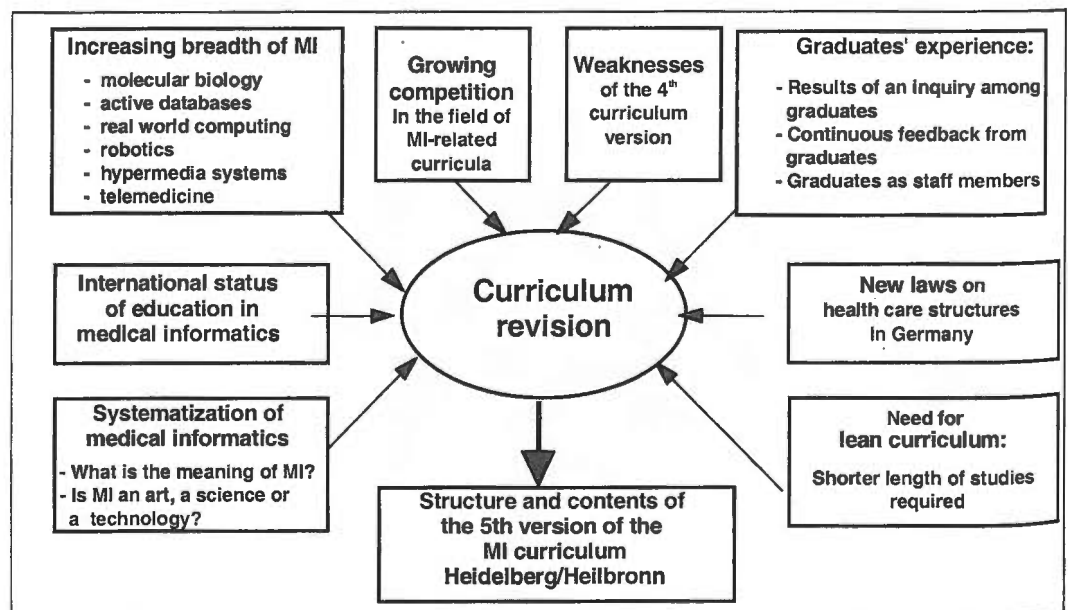 Increasing breadth of MI
- molecular biology
- active databases
- real world computing
- robotics
- hypermedia systems
- telemedicine
Growing
competition
In the field of
MI-related
curricula
Weaknesses
of the 4th
curriculum
version
Graduates' experience:
- Results of an inquiry among
graduates
- Continuous feedback from
graduates
- Graduates as staff members
International status
of education in
medical informatics
Curriculum
revision
New laws on
health care structures
In Germany
Systematization of
medical informatics
- What is the meaning of MI?
- Is MI an art, a science or
a technology?
Need for
lean curriculum:
Shorter length of studies
required
Structure and contents of
the 5th version of the
MI curriculum
Heidelberg/Heilbronn